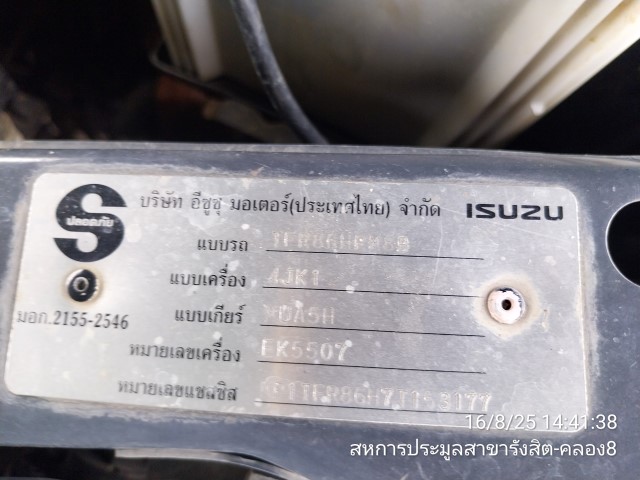 บริษัท อีซูซุ มอเตอร์(ประเทศไทย) จำกัด ISUZU
ปลอดภัย
แบบรถ
แบบเครื่อง 4JK1
มอก.2155-2546
แบบเกียร์
หมายเลขเครื่อง EK5507
หมายเลขแชสซิส
16/8/25 14:41:38
สหการประมูลสาขารังสิต-คลอง8